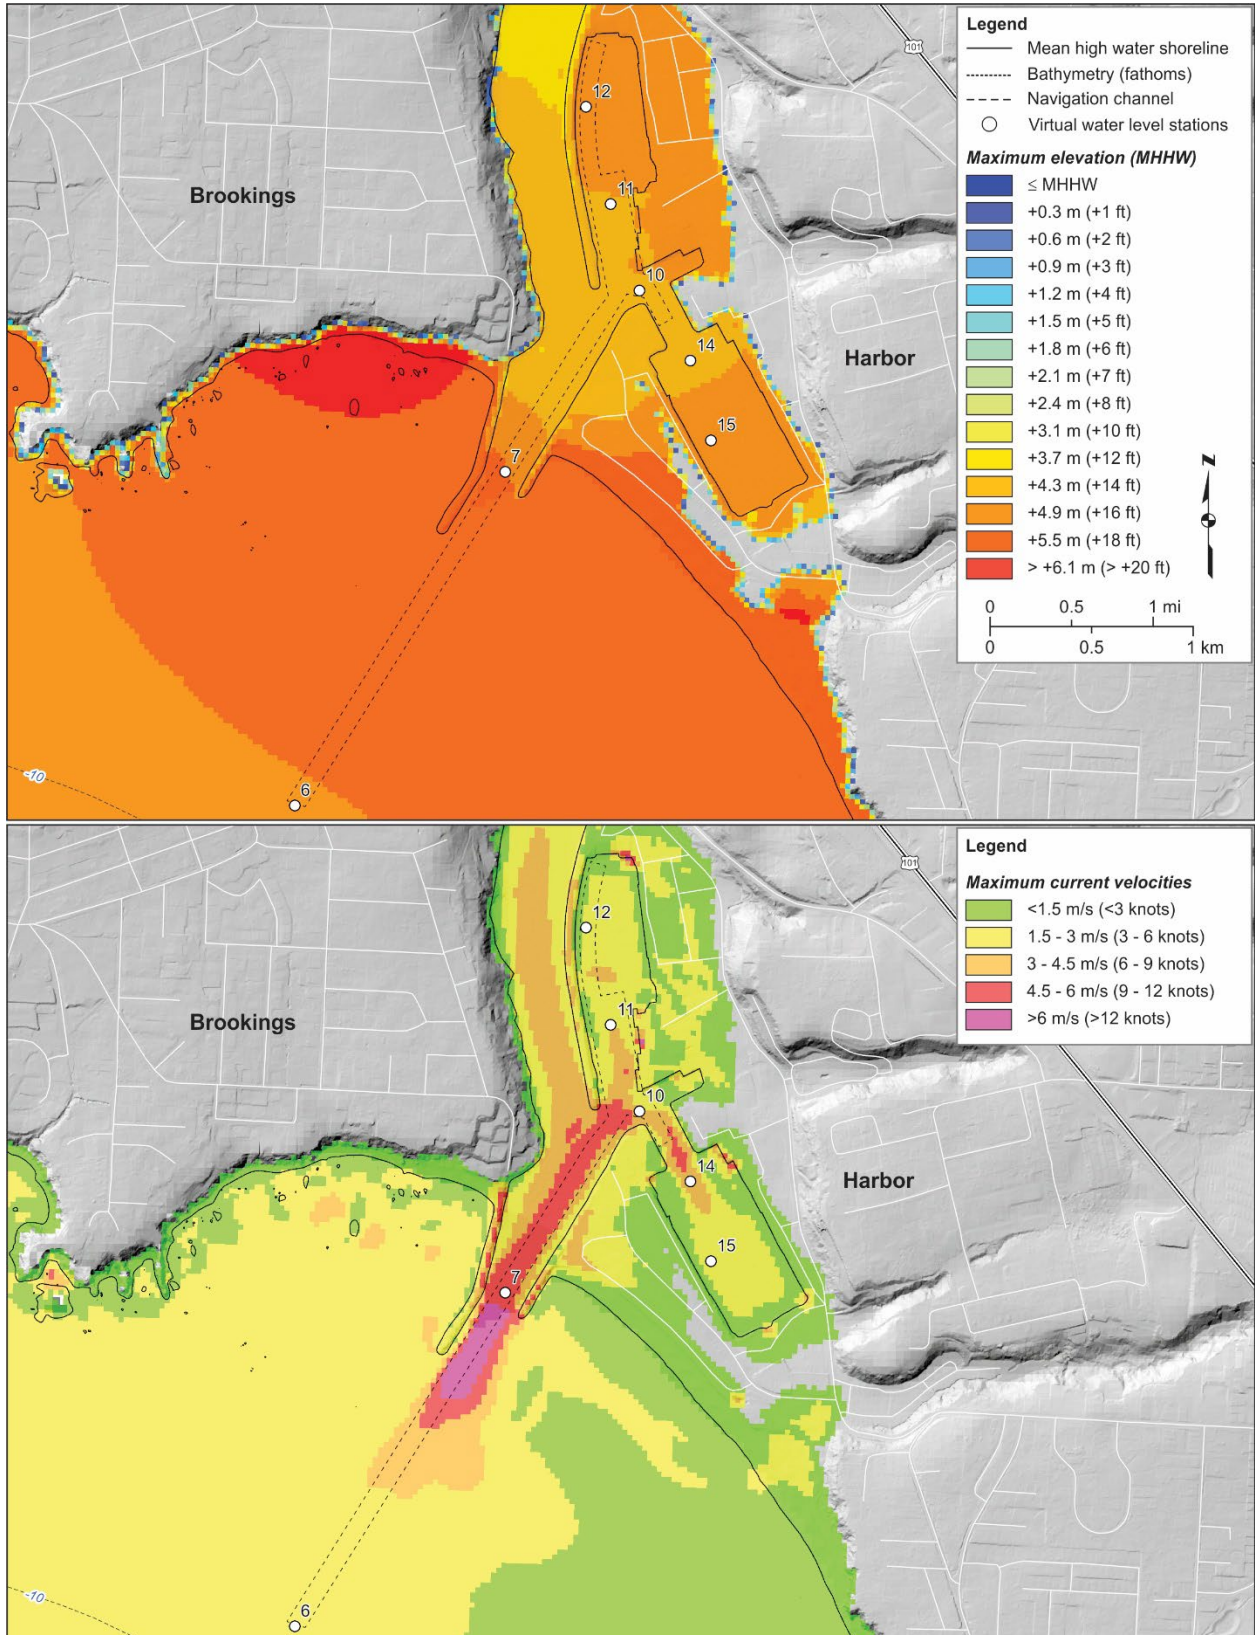 Legend
Mean high water shoreline
Bathymetry (fathoms)
Navigation channel
Virtual water level stations
Maximum elevation (MHHW)
≤ MHHW
+0.3 m (+1 ft)
+0.6 m (+2 ft)
+0.9 m (+3 ft)
+1.2 m (+4 ft)
+1.5 m (+5 ft)
+1.8 m (+6 ft)
+2.1 m (+7 ft)
+2.4 m (+8 ft)
+3.1 m (+10 ft)
+3.7 m (+12 ft)
+4.3 m (+14 ft)
+4.9 m (+16 ft)
+5.5 m (+18 ft)
> +6.1 m (> +20 ft)
N
0 0.5 1 mi
0 0.5 1 km
101
12
Brookings
11
10
14
Harbor
15
7
-10
6
Legend
Maximum current velocities
<1.5 m/s (<3 knots)
1.5 - 3 m/s (3 - 6 knots)
3 - 4.5 m/s (6 - 9 knots)
4.5 - 6 m/s (9 - 12 knots)
>6 m/s (>12 knots)
101
12
Brookings
11
10
14
Harbor
15
7
-10
6